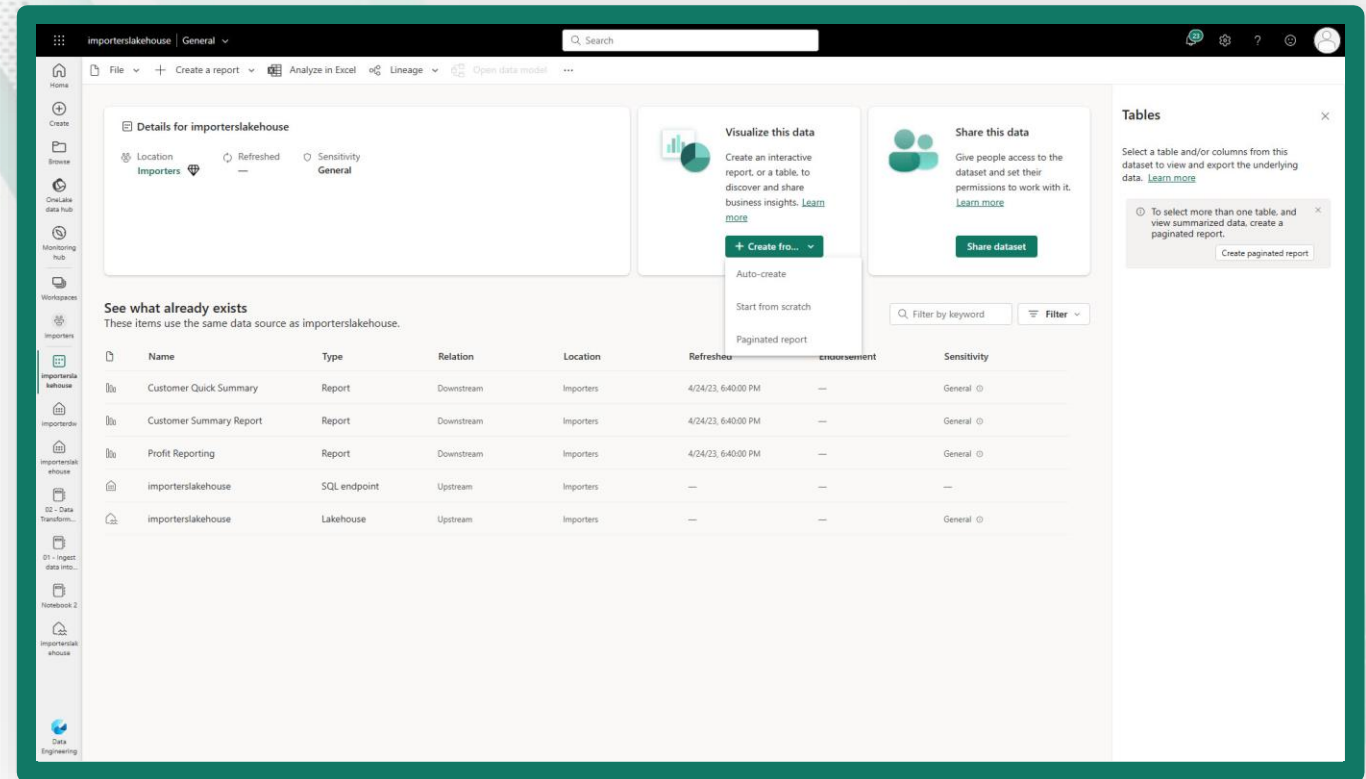 importerslakehouse | General
Search
23
?
File
Create a report
Analyze in Excel
Lineage
Open data model
...
Home
Create
Browse
OneLake
data hub
Monitoring
hub
Workspaces
Importers
importersla
kehouse
importerdw
importerslak
ehouse
02 - Data
Transform...
01 - Ingest
data into...
Notebook 2
importerslak
ehouse
Data
Engineering
Details for importerslakehouse
Location
Importers
Refreshed
—
Sensitivity
General
Visualize this data
Create an interactive
report, or a table, to
discover and share
business insights. Learn
more
+ Create fro...
Auto-create
Start from scratch
Paginated report
Share this data
Give people access to the
dataset and set their
permissions to work with it.
Learn more
Share dataset
See what already exists
These items use the same data source as importerslakehouse.
Filter by keyword
Filter
Name Type Relation Location Refreshed Endorsement Sensitivity
Customer Quick Summary Report Downstream Importers 4/24/23, 6:40:00 PM — General
Customer Summary Report Report Downstream Importers 4/24/23, 6:40:00 PM — General
Profit Reporting Report Downstream Importers 4/24/23, 6:40:00 PM — General
importerslakehouse SQL endpoint Upstream Importers — — —
importerslakehouse Lakehouse Upstream Importers — — General
Tables
Select a table and/or columns from this
dataset to view and export the underlying
data. Learn more
To select more than one table, and
view summarized data, create a
paginated report.
Create paginated report